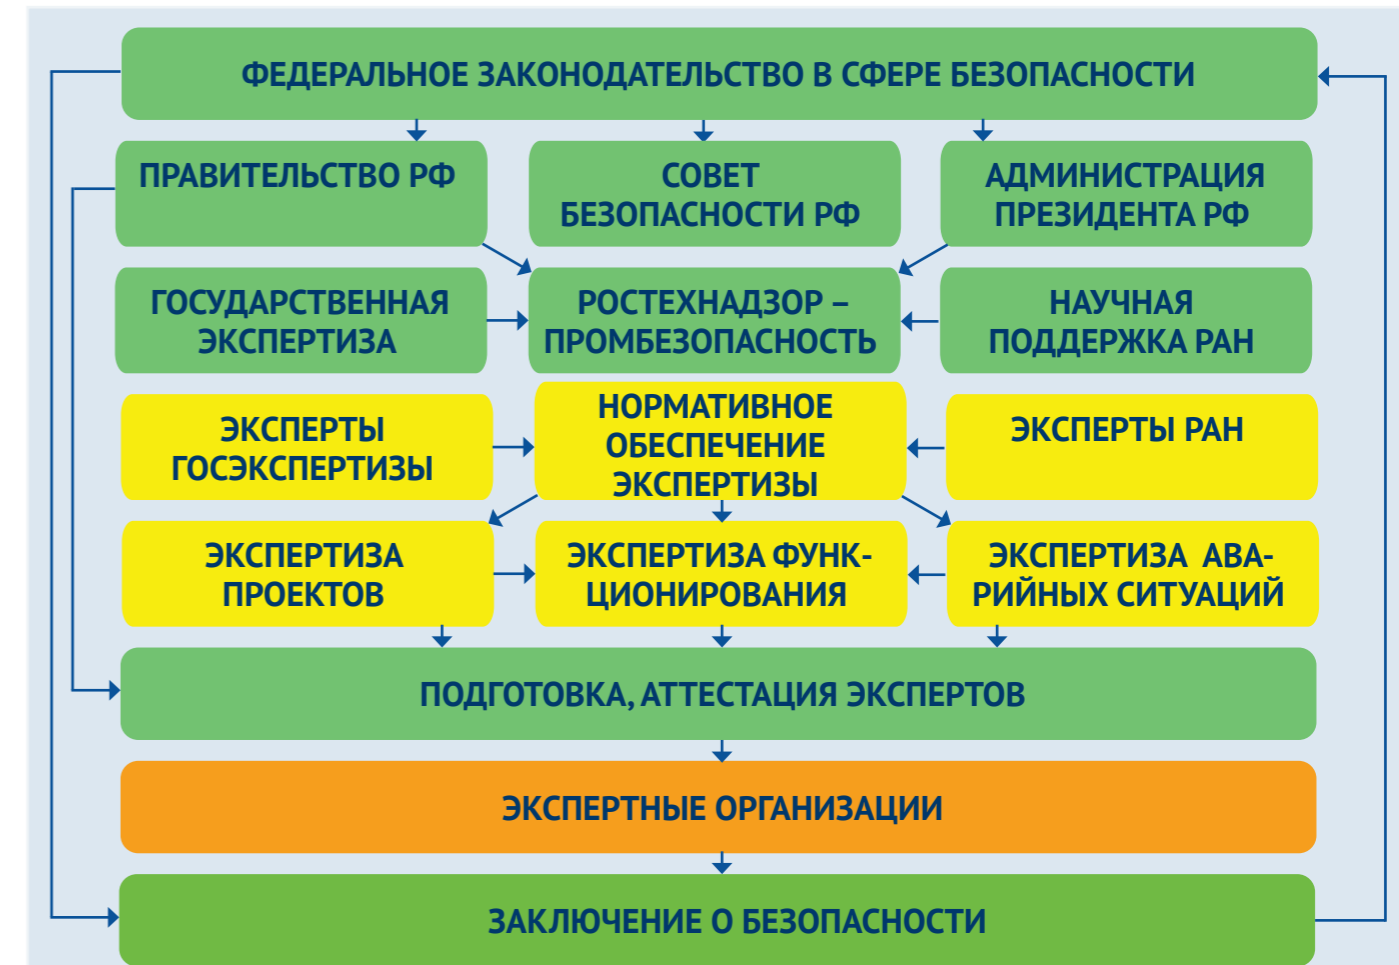 ФЕДЕРАЛЬНОЕ ЗАКОНОДАТЕЛЬСТВО В СФЕРЕ БЕЗОПАСНОСТИ
ПРАВИТЕЛЬСТВО РФ
СОВЕТ
БЕЗОПАСНОСТИ РФ
АДМИНИСТРАЦИЯ
ПРЕЗИДЕНТА РФ
ГОСУДАРСТВЕННАЯ
ЭКСПЕРТИЗА
РОСТЕХНАДЗОР –
ПРОМБЕЗОПАСНОСТЬ
НАУЧНАЯ
ПОДДЕРЖКА РАН
ЭКСПЕРТЫ
ГОСЭКСПЕРТИЗЫ
НОРМАТИВНОЕ
ОБЕСПЕЧЕНИЕ
ЭКСПЕРТИЗЫ
ЭКСПЕРТЫ РАН
ЭКСПЕРТИЗА
ПРОЕКТОВ
ЭКСПЕРТИЗА ФУНК-
ЦИОНИРОВАНИЯ
ЭКСПЕРТИЗА АВА-
РИЙНЫХ СИТУАЦИЙ
ПОДГОТОВКА, АТТЕСТАЦИЯ ЭКСПЕРТОВ
ЭКСПЕРТНЫЕ ОРГАНИЗАЦИИ
ЗАКЛЮЧЕНИЕ О БЕЗОПАСНОСТИ